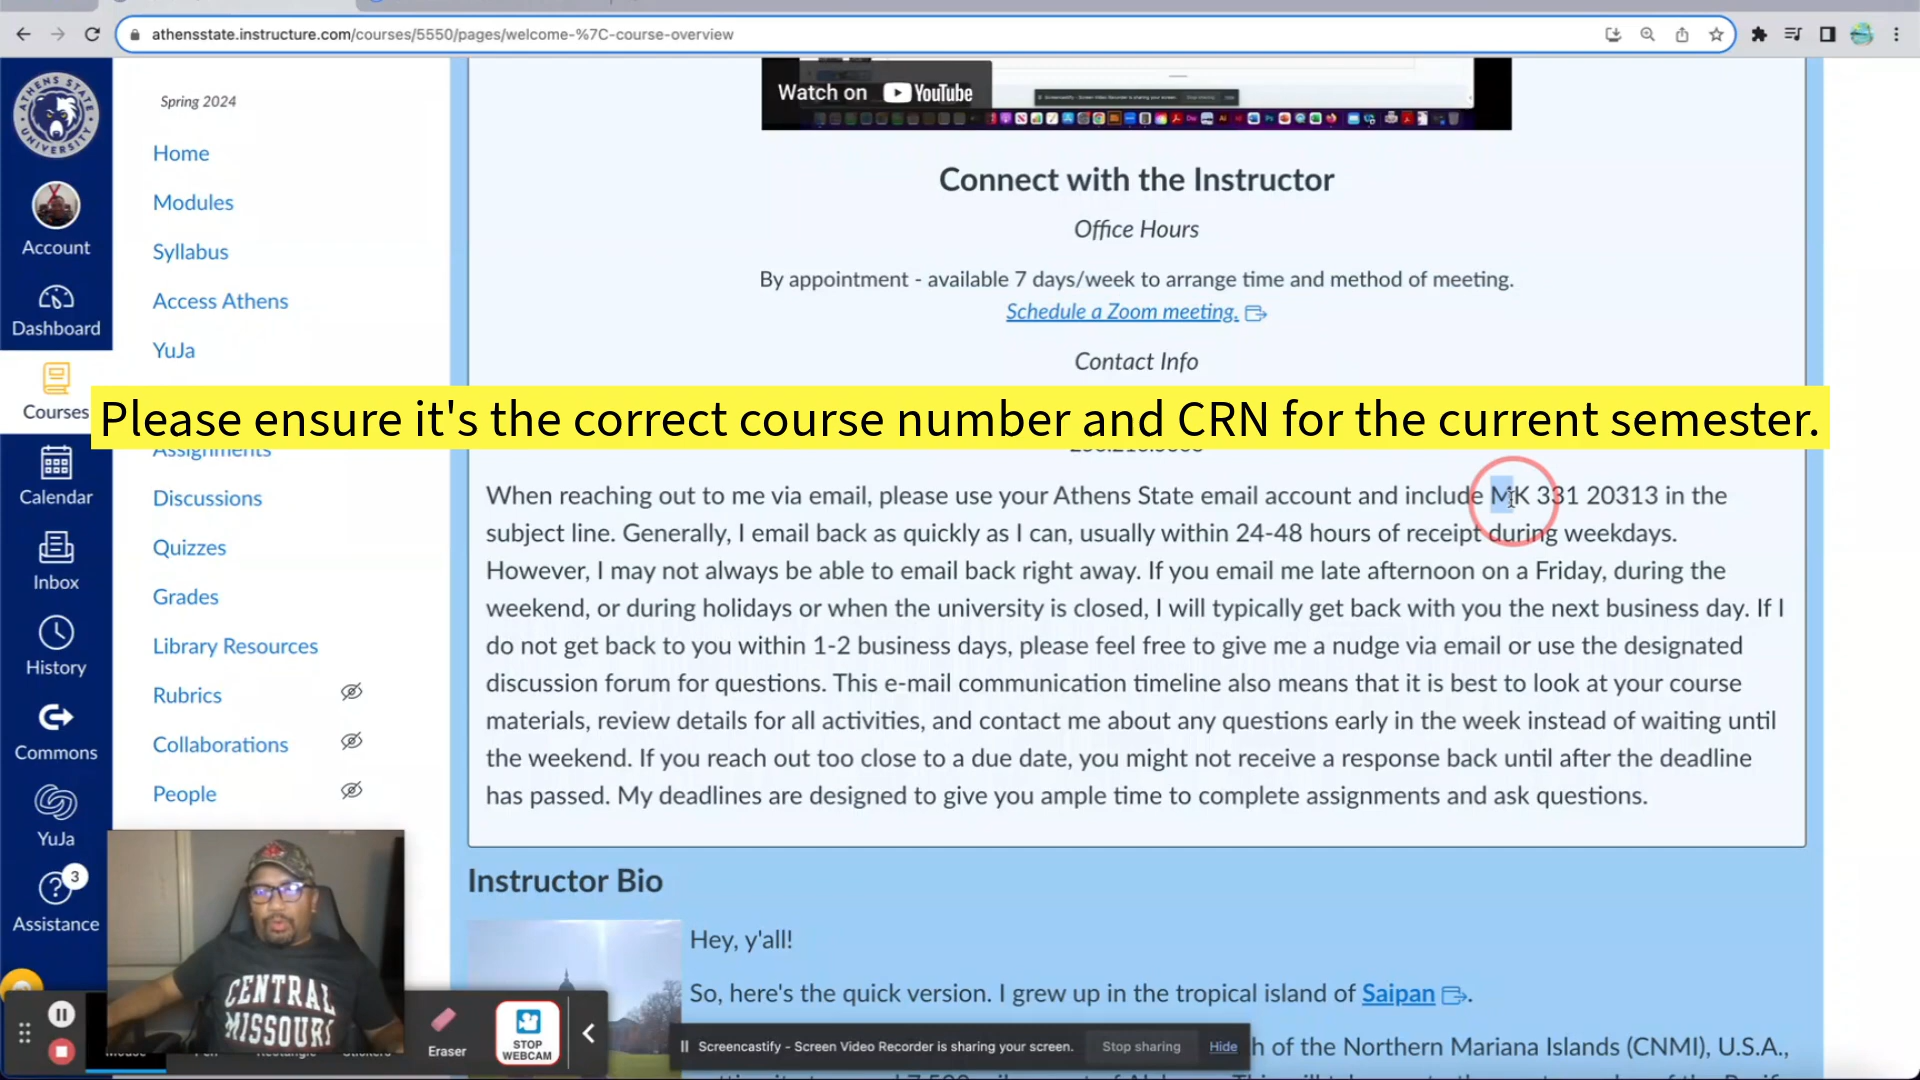 athensstate.instructure.com/courses/5550/pages/welcome-%7C-course-overview
ATHENS STATE UNIVERSITY
Account
Dashboard
Courses
Calendar
Inbox
History
Commons
YuJa
3
Assistance
Spring 2024
Home
Modules
Syllabus
Access Athens
YuJa
Assignments
Discussions
Quizzes
Grades
Library Resources
Rubrics
Collaborations
People
Watch on YouTube
Connect with the Instructor
Office Hours
By appointment - available 7 days/week to arrange time and method of meeting.
Schedule a Zoom meeting.
Contact Info
Please ensure it's the correct course number and CRN for the current semester.
When reaching out to me via email, please use your Athens State email account and include MK 331 20313 in the
subject line. Generally, I email back as quickly as I can, usually within 24-48 hours of receipt during weekdays.
However, I may not always be able to email back right away. If you email me late afternoon on a Friday, during the
weekend, or during holidays or when the university is closed, I will typically get back with you the next business day. If I
do not get back to you within 1-2 business days, please feel free to give me a nudge via email or use the designated
discussion forum for questions. This e-mail communication timeline also means that it is best to look at your course
materials, review details for all activities, and contact me about any questions early in the week instead of waiting until
the weekend. If you reach out too close to a due date, you might not receive a response back until after the deadline
has passed. My deadlines are designed to give you ample time to complete assignments and ask questions.
Instructor Bio
Hey, y'all!
So, here's the quick version. I grew up in the tropical island of Saipan.
h of the Northern Mariana Islands (CNMI), U.S.A.,
CENTRAL
MISSOURI
Eraser
STOP
WEBCAM
Screencastify - Screen Video Recorder is sharing your screen.
Stop sharing
Hide